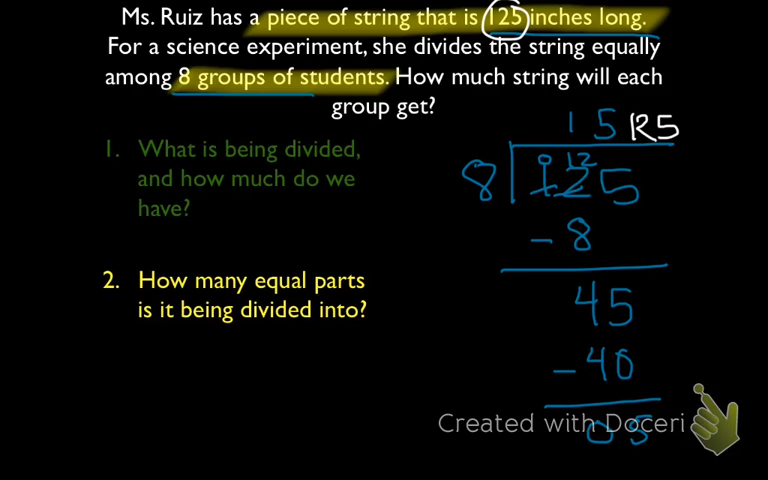 Ms. Ruiz has a piece of string that is 125 inches long.
For a science experiment, she divides the string equally
among 8 groups of students. How much string will each
group get?
1. What is being divided,
and how much do we
have?
2. How many equal parts
is it being divided into?
15 R5
0 12
8 125
- 8
45
- 40
05
Created with Doceri